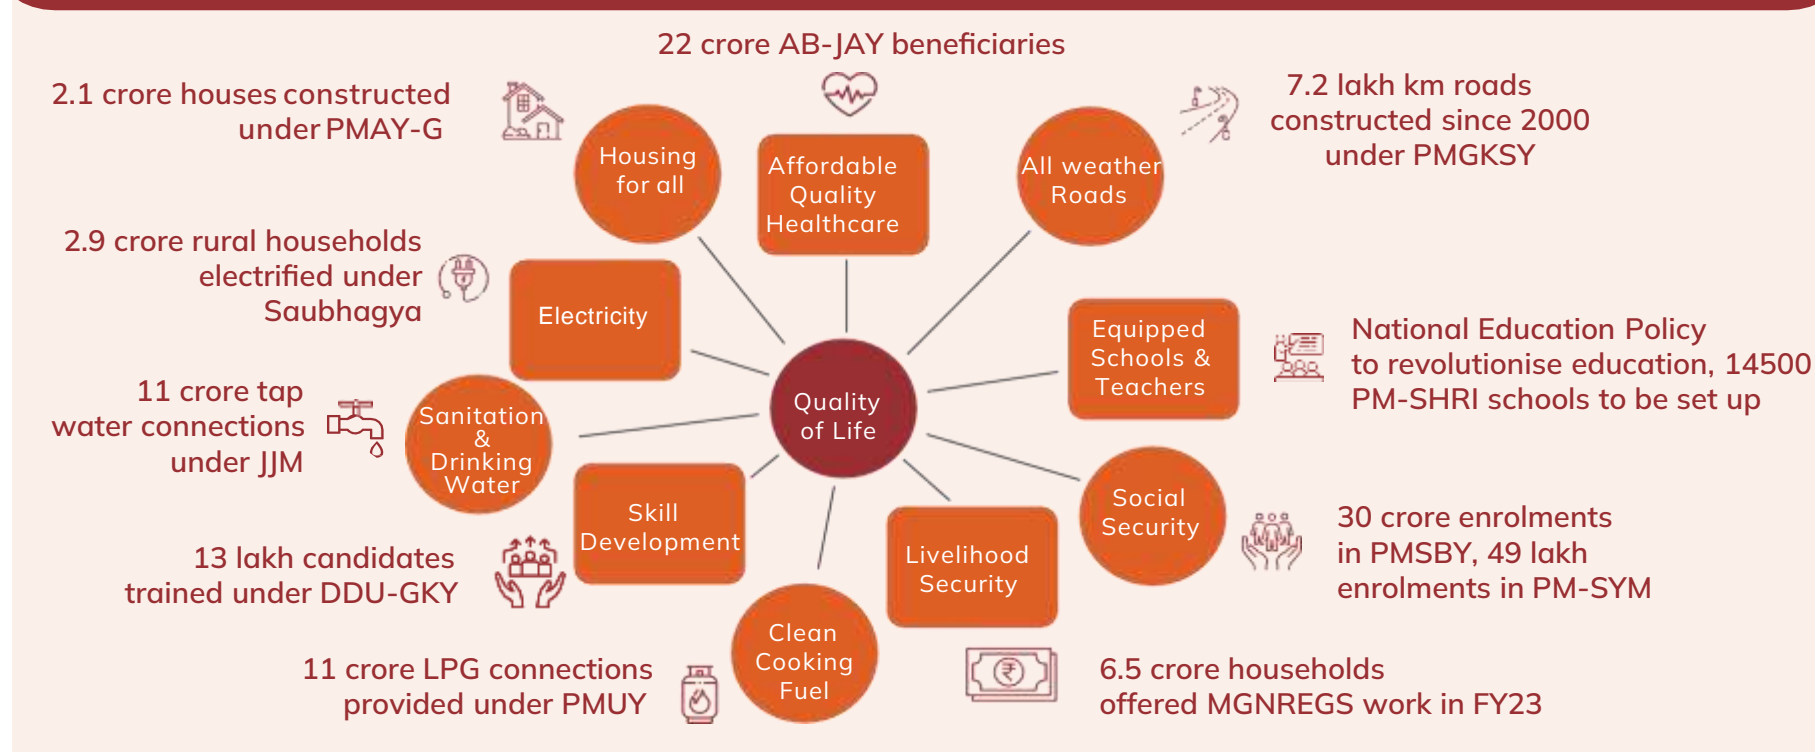 22 crore AB-JAY beneficiaries
2.1 crore houses constructed
under PMAY-G
Housing
for all
Affordable
Quality
Healthcare
All weather
Roads
7.2 lakh km roads
constructed since 2000
under PMGKSY
2.9 crore rural households
electrified under
Saubhagya
Electricity
Equipped
Schools &
Teachers
National Education Policy
to revolutionise education, 14500
PM-SHRI schools to be set up
11 crore tap
water connections
under JJM
Sanitation
&
Drinking
Water
Quality
of Life
Skill
Development
Social
Security
30 crore enrolments
in PMSBY, 49 lakh
enrolments in PM-SYM
13 lakh candidates
trained under DDU-GKY
Livelihood
Security
Clean
Cooking
Fuel
11 crore LPG connections
provided under PMUY
₹
6.5 crore households
offered MGNREGS work in FY23